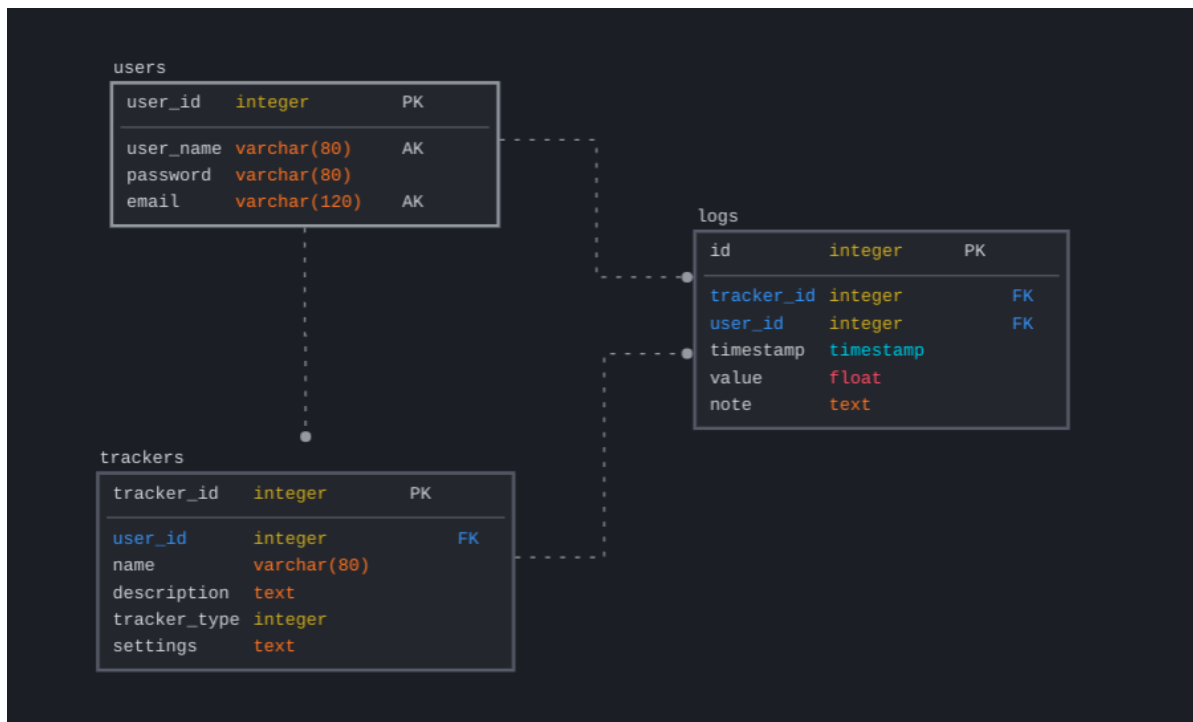 users
user_id integer PK
user_name varchar(80) AK
password varchar(80)
email varchar(120) AK
logs
id integer PK
tracker_id integer FK
user_id integer FK
timestamp timestamp
value float
note text
trackers
tracker_id integer PK
user_id integer FK
name varchar(80)
description text
tracker_type integer
settings text